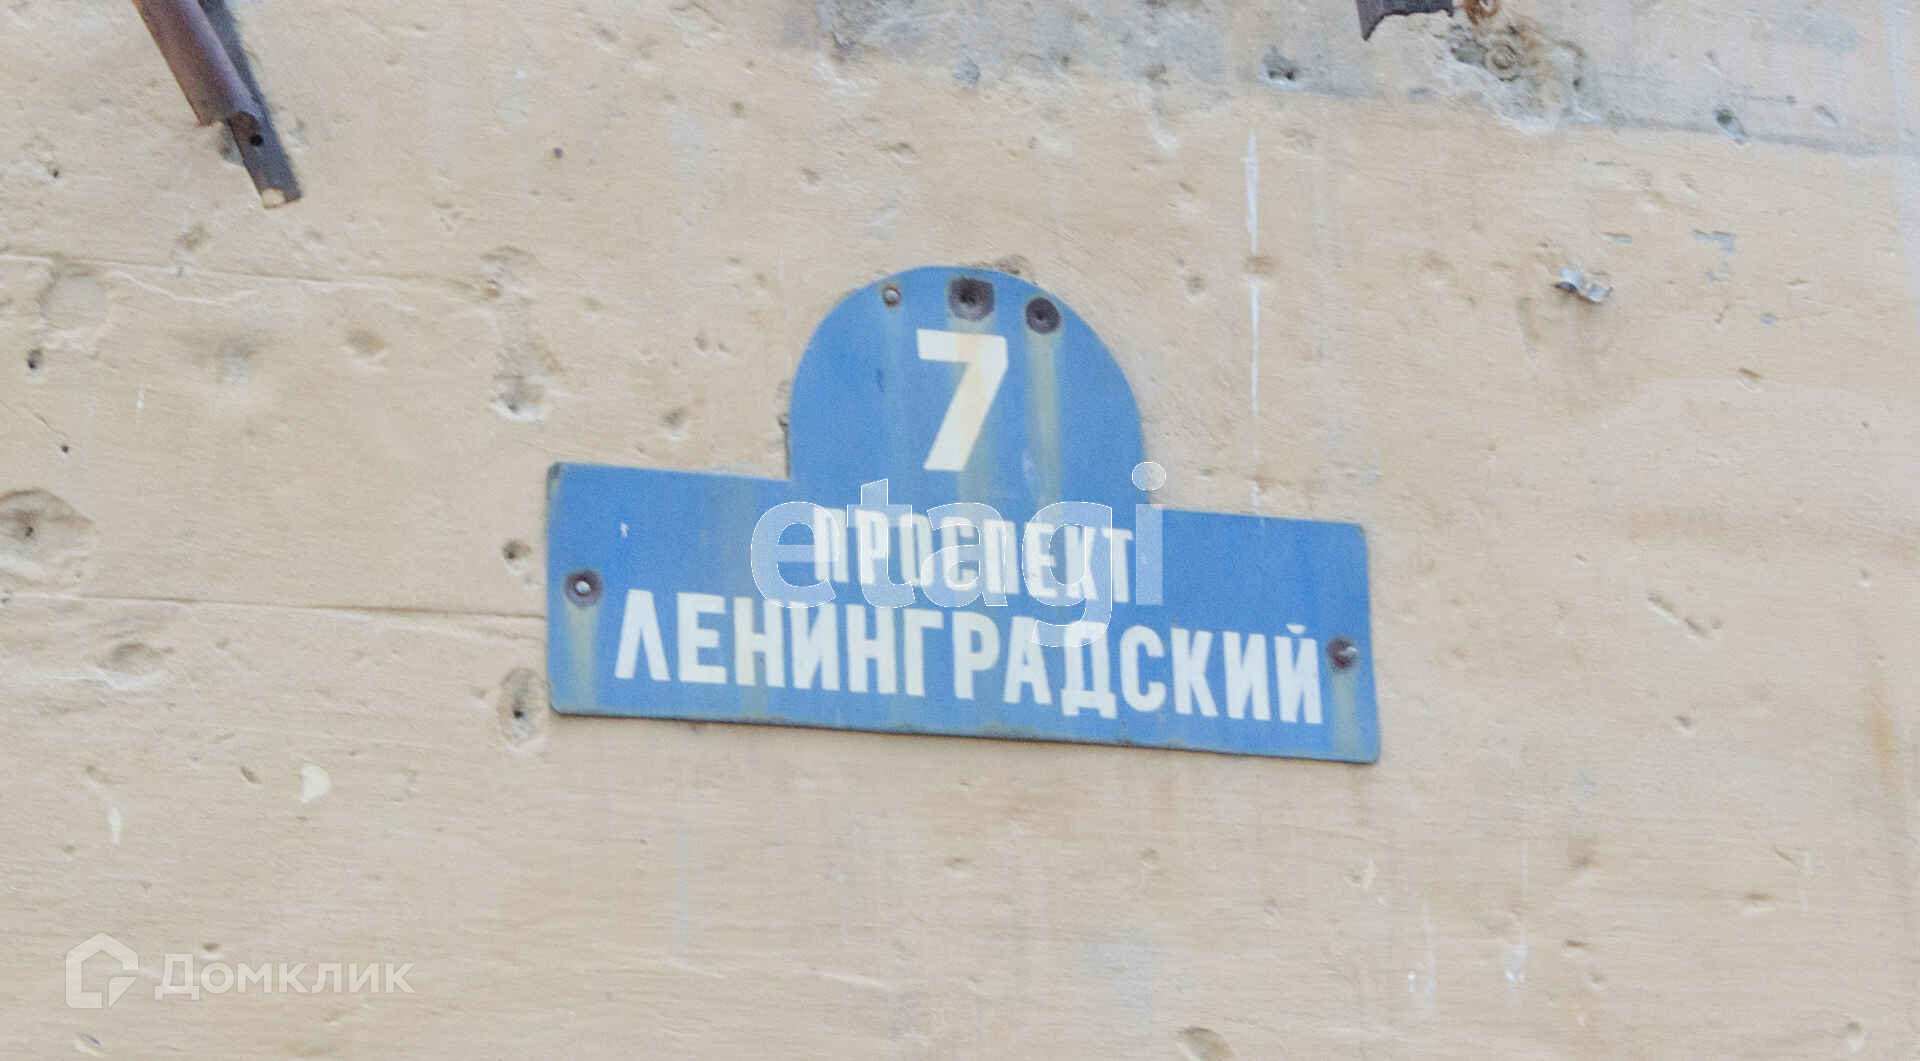 7
ПРОСПЕКТ
etagi
ЛЕНИНГРАДСКИЙ
Домклик